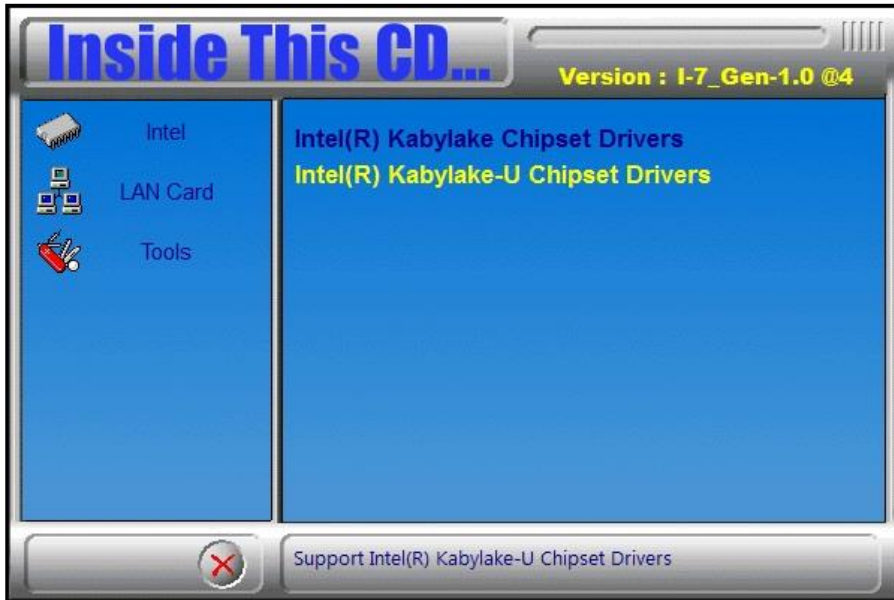 Inside This CD...
Version : I-7_Gen-1.0 @4
Intel
LAN Card
Tools
Intel(R) Kabylake Chipset Drivers
Intel(R) Kabylake-U Chipset Drivers
Support Intel(R) Kabylake-U Chipset Drivers